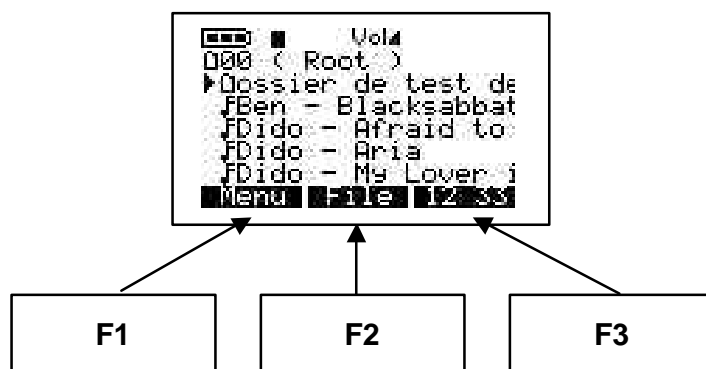 Vol
00 ( Root )
Dossier de test de
Ben - Blacksabbat
Dido - Afraid to
Dido - Aria
Dido - My Lover i
Menu File 12 33
F1 F2 F3